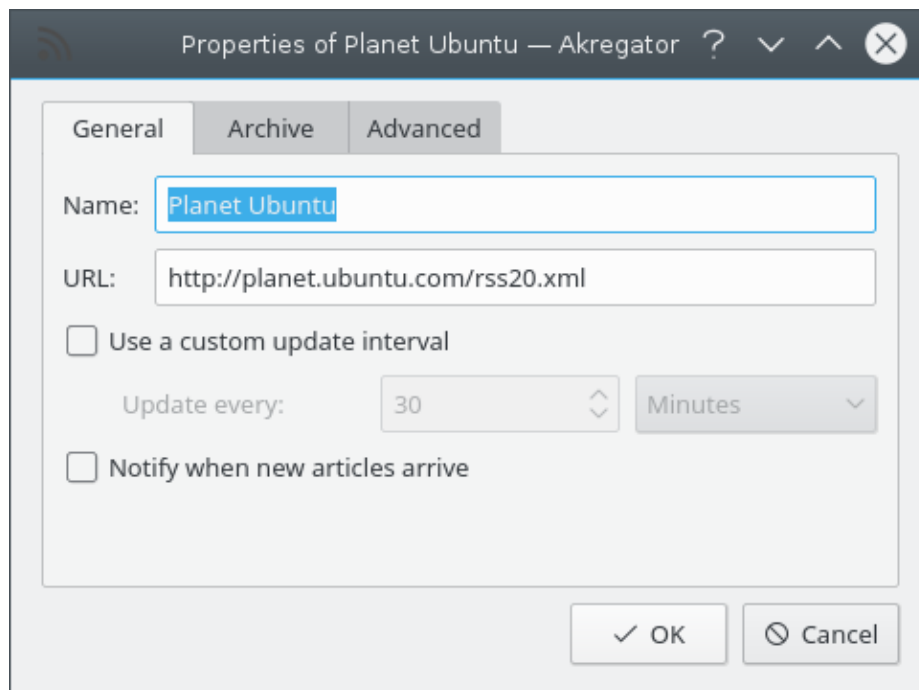 Properties of Planet Ubuntu — Akregator
General Archive Advanced
Name: Planet Ubuntu
URL: http://planet.ubuntu.com/rss20.xml
Use a custom update interval
Update every: 30 Minutes
Notify when new articles arrive
OK Cancel